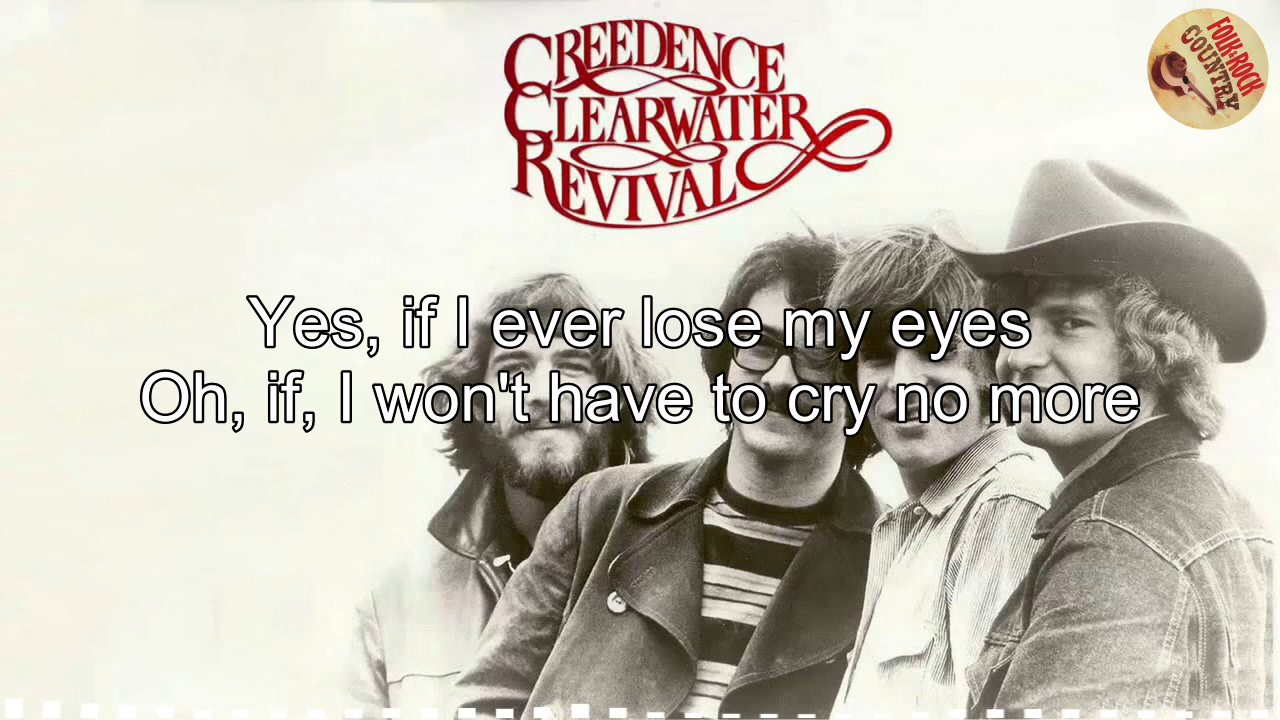 CREEDENCE
CLEARWATER
REVIVAL
FOLK&ROCK
COUNTRY
Yes, if I ever lose my eyes
Oh, if, I won't have to cry no more